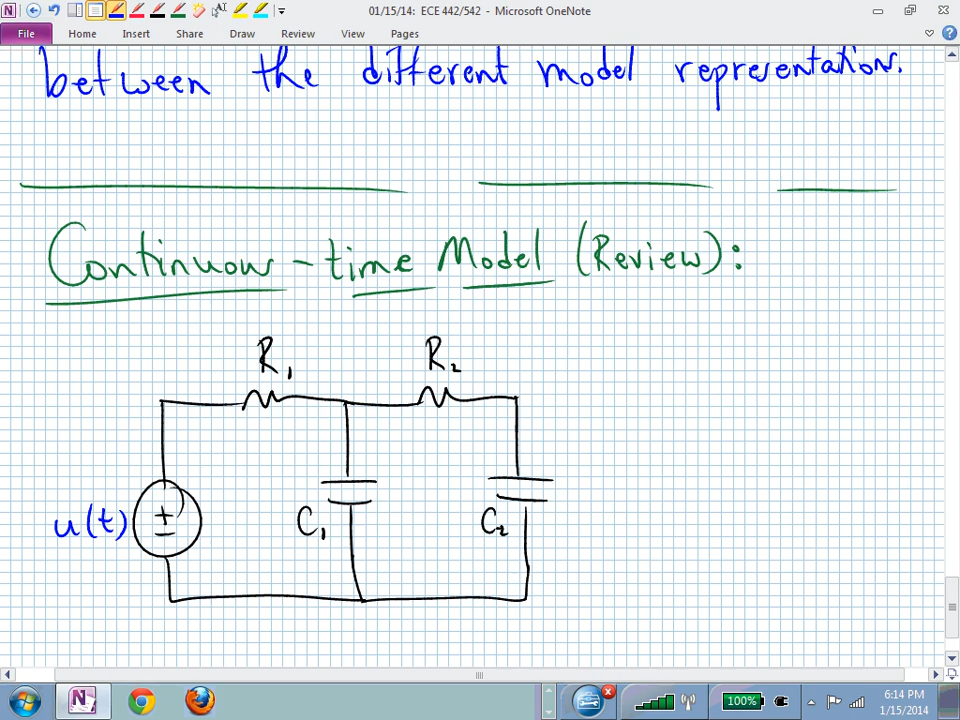 01/15/14: ECE 442/542 - Microsoft OneNote
File Home Insert Share Draw Review View Pages
between the different model representations.
Continuous-time Model (Review):
R₁ R₂
u(t) + - C₁ C₂
100%
6:14 PM
1/15/2014